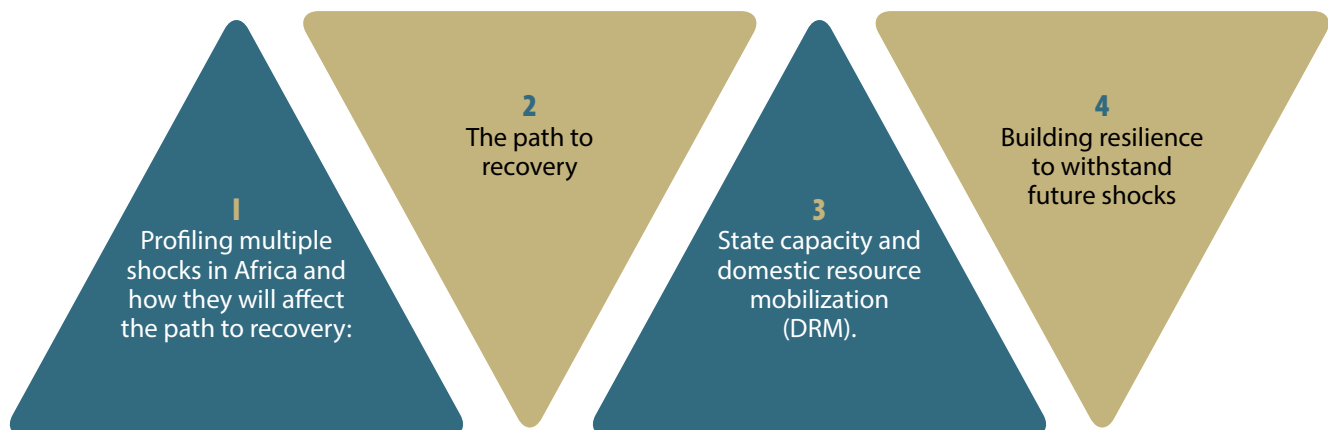 1
Profiling multiple
shocks in Africa and
how they will affect
the path to recovery:
2
The path to
recovery
3
State capacity and
domestic resource
mobilization
(DRM).
4
Building resilience
to withstand
future shocks